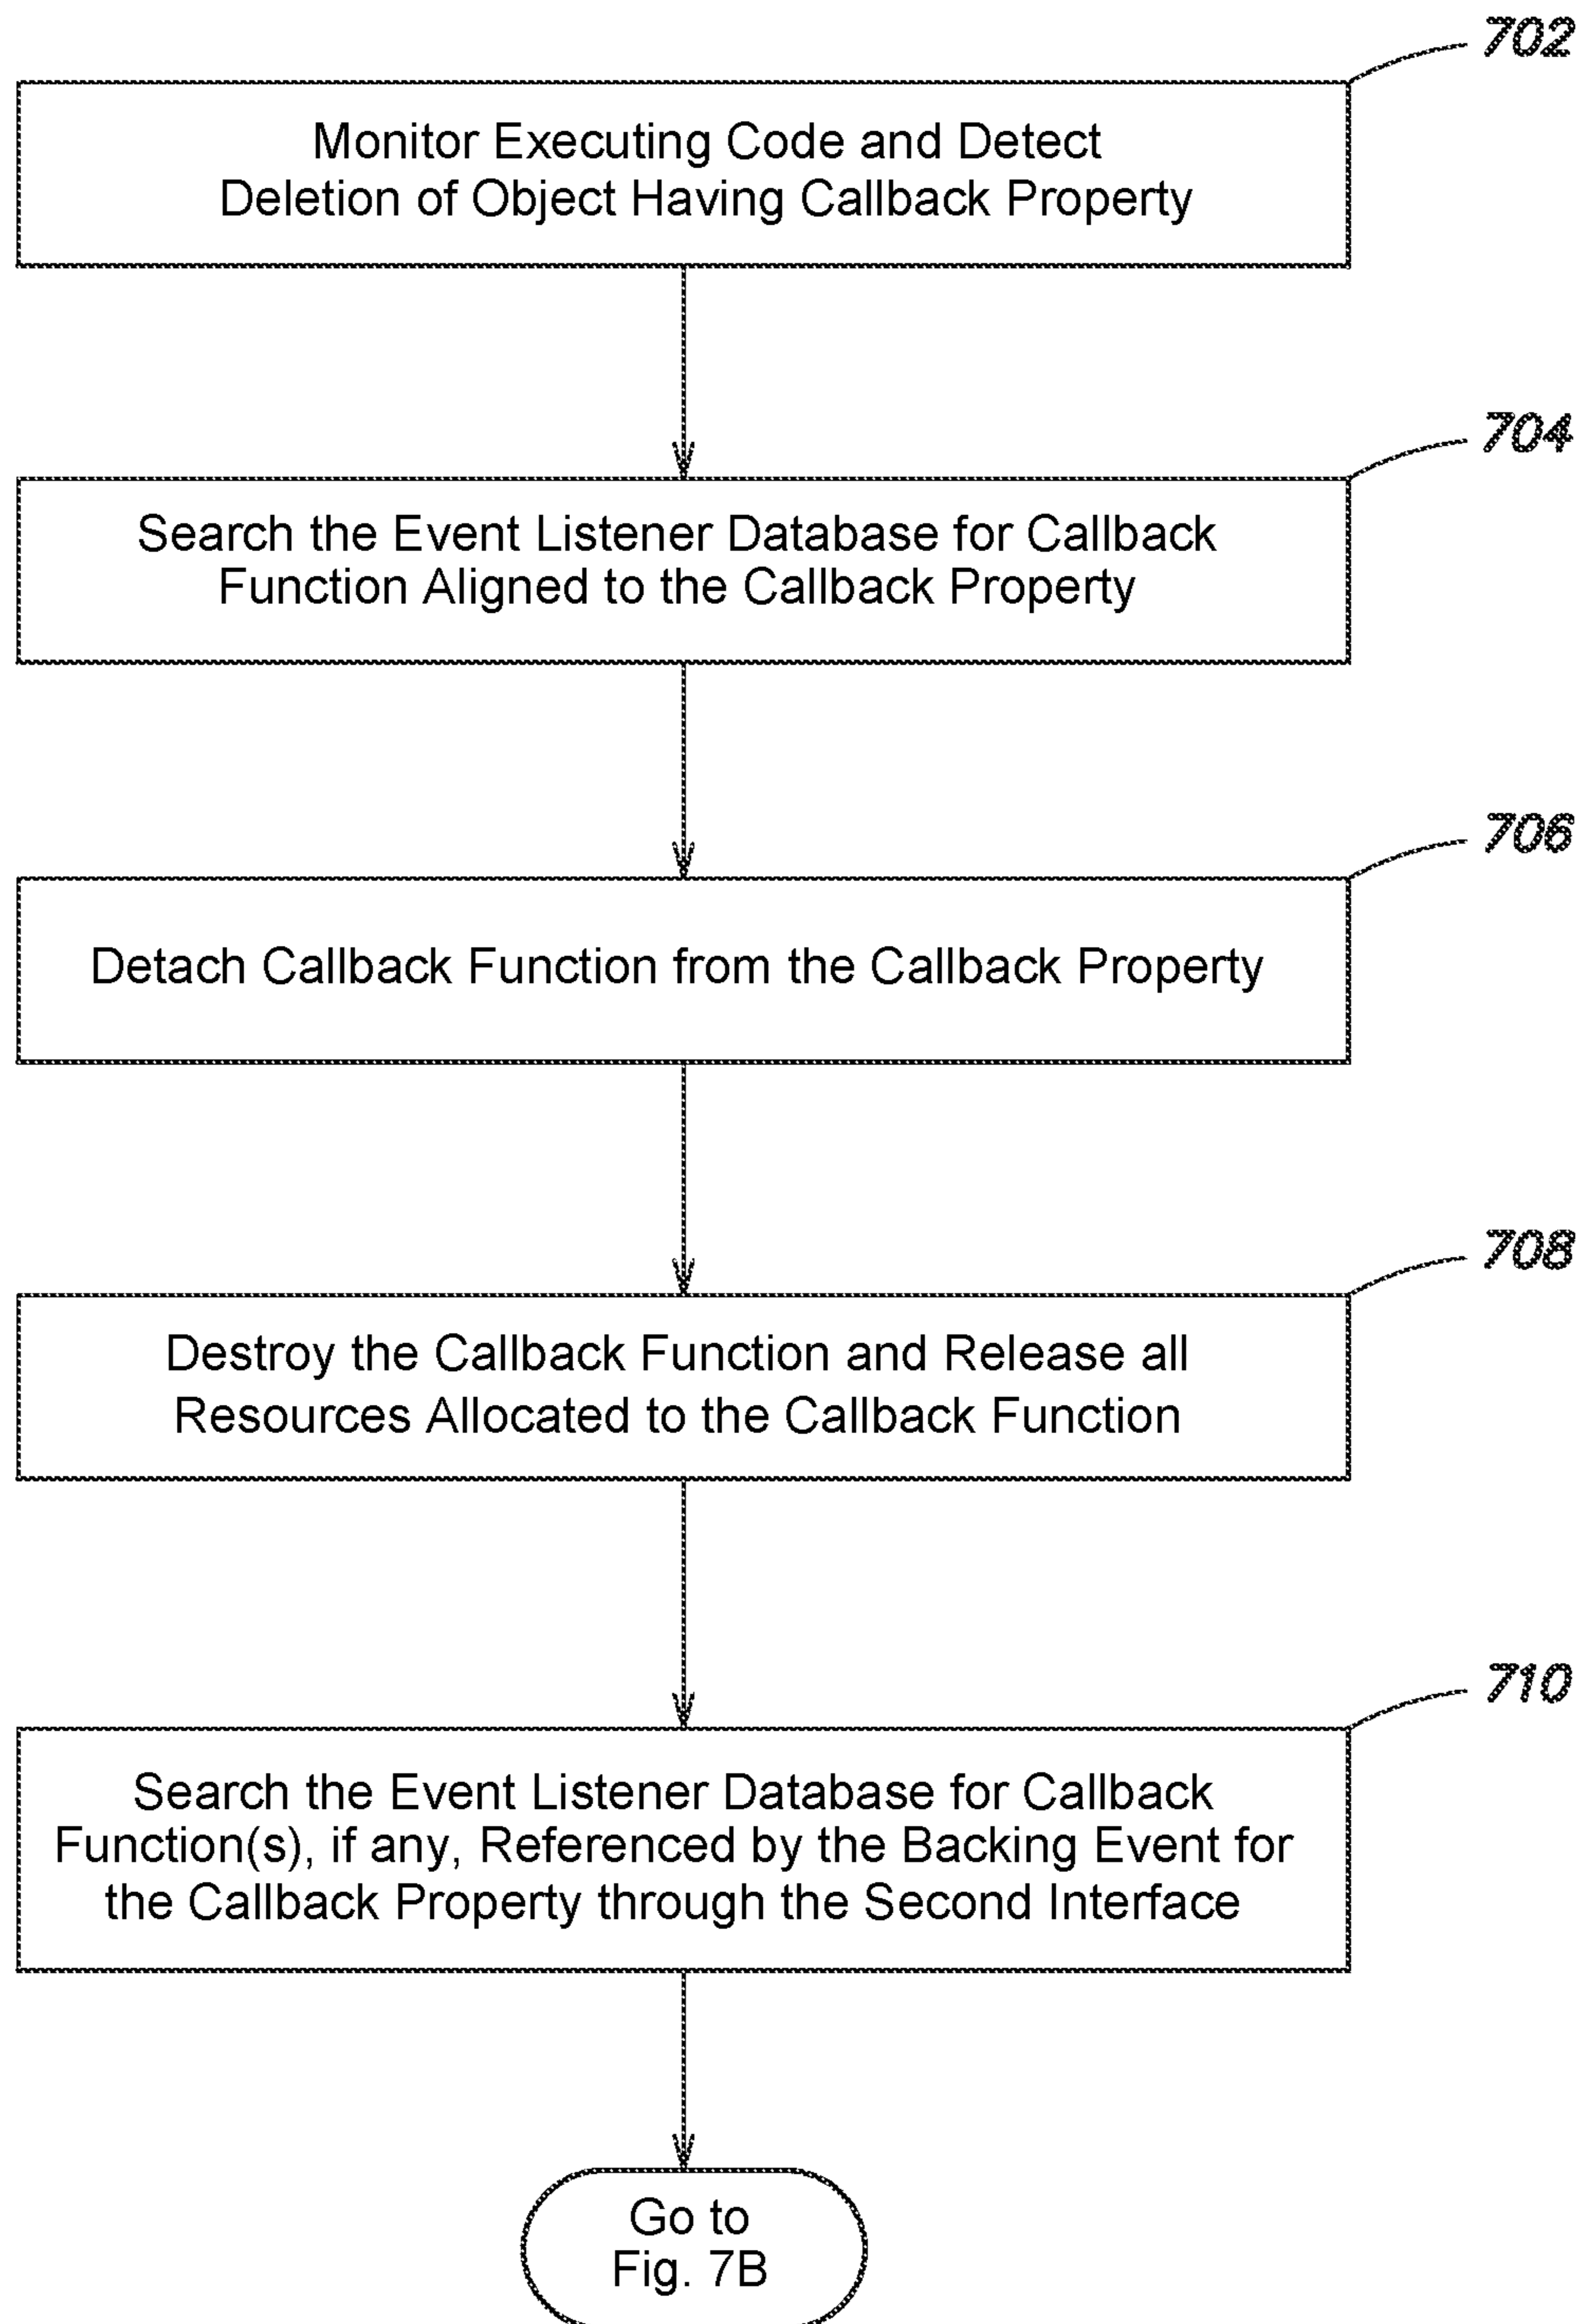 702
Monitor Executing Code and Detect
Deletion of Object Having Callback Property
704
Search the Event Listener Database for Callback
Function Aligned to the Callback Property
706
Detach Callback Function from the Callback Property
708
Destroy the Callback Function and Release all
Resources Allocated to the Callback Function
710
Search the Event Listener Database for Callback
Function(s), if any, Referenced by the Backing Event for
the Callback Property through the Second Interface
Go to
Fig. 7B